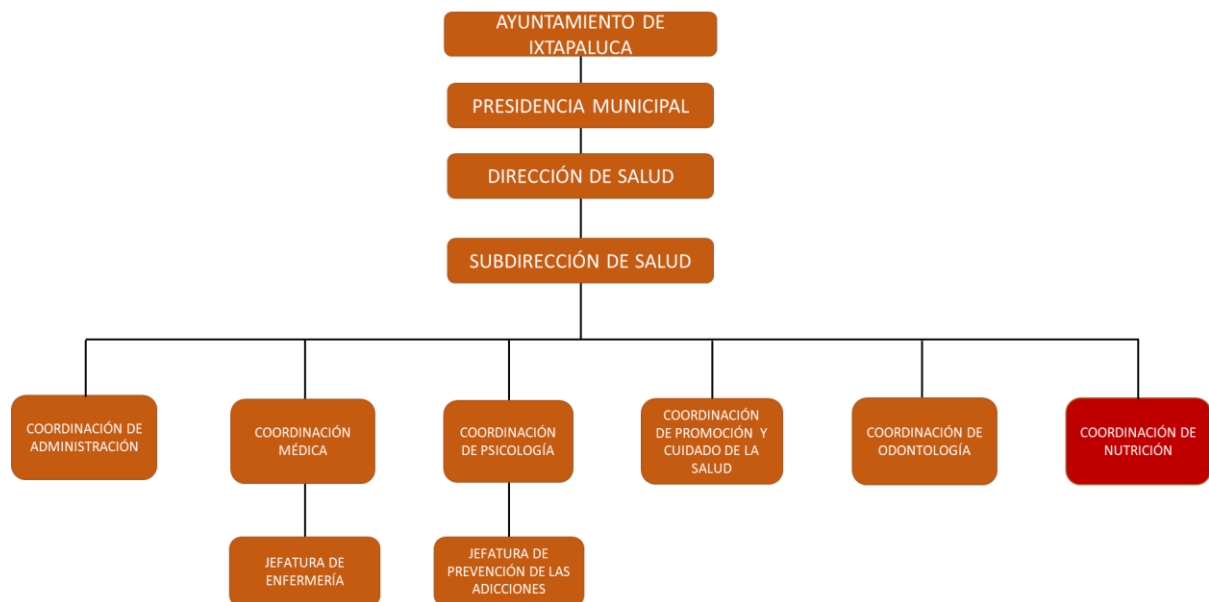 AYUNTAMIENTO DE
IXTAPALUCA
PRESIDENCIA MUNICIPAL
DIRECCIÓN DE SALUD
SUBDIRECCIÓN DE SALUD
COORDINACIÓN DE
ADMINISTRACIÓN
COORDINACIÓN
MÉDICA
COORDINACIÓN
DE PSICOLOGÍA
COORDINACIÓN
DE PROMOCIÓN Y
CUIDADO DE LA
SALUD
COORDINACIÓN DE
ODONTOLOGÍA
COORDINACIÓN DE
NUTRICIÓN
JEFATURA DE
ENFERMERÍA
JEFATURA DE
PREVENCIÓN DE LAS
ADICCIONES